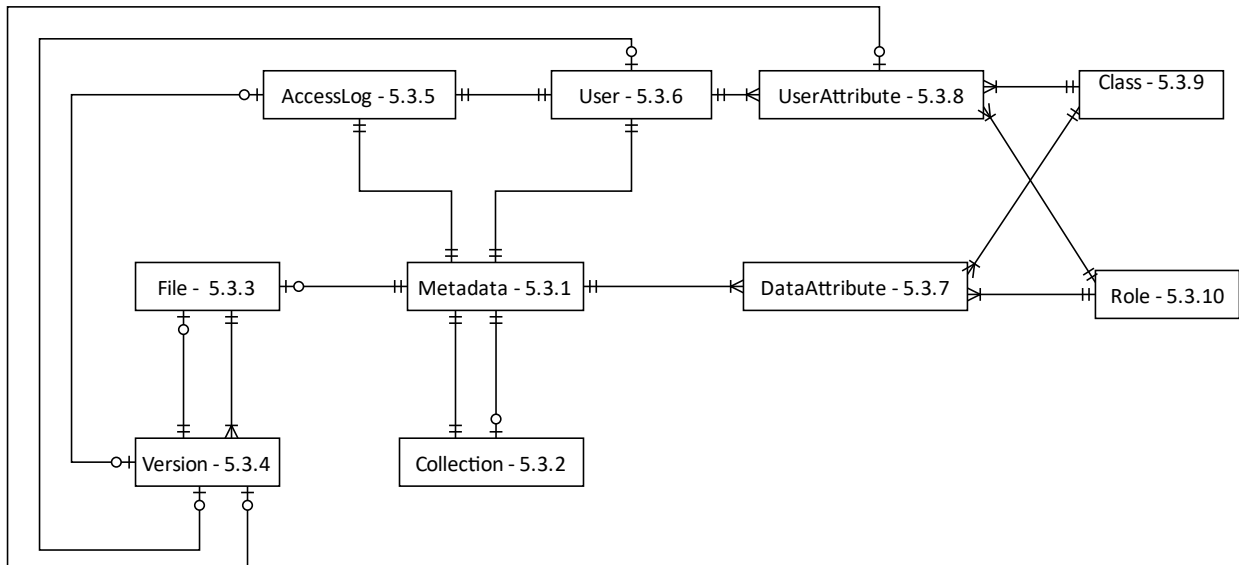 AccessLog - 5.3.5
User - 5.3.6
UserAttribute - 5.3.8
Class - 5.3.9
File -  5.3.3
Metadata - 5.3.1
DataAttribute - 5.3.7
Role - 5.3.10
Version - 5.3.4
Collection - 5.3.2